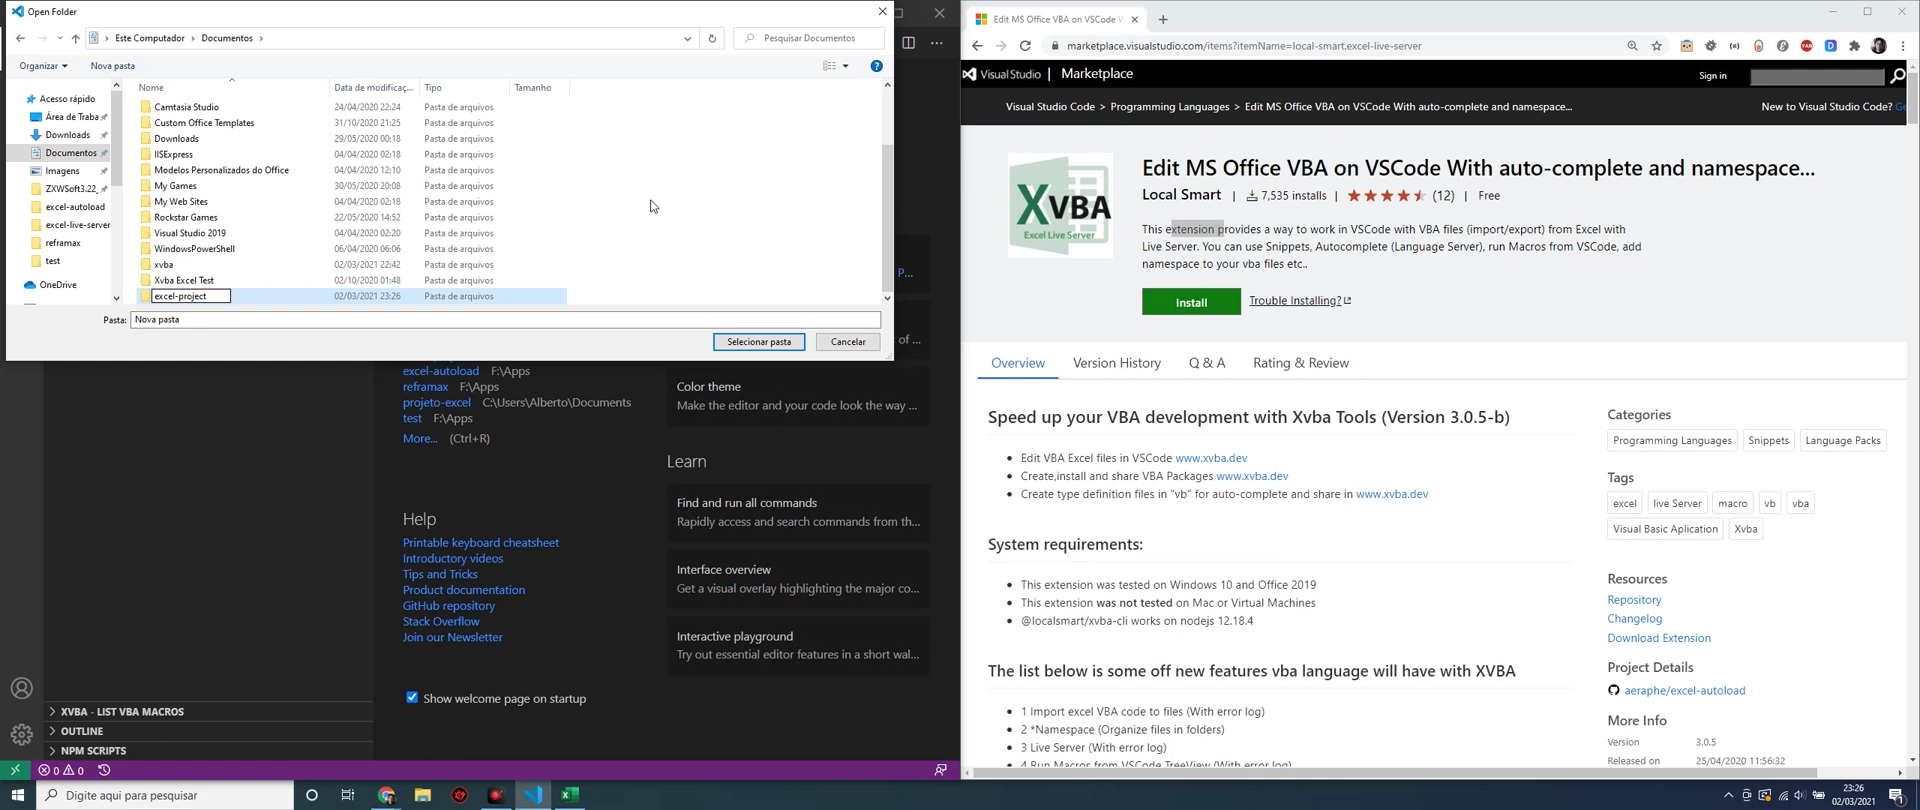 Open Folder
Este Computador > Documentos >
Pesquisar Documentos
Organizar
Nova pasta
Nome
Data de modificaç...
Tipo
Tamanho
Acesso rápido
Área de Traba
Downloads
Documentos
Imagens
ZXWSoft3.22_
excel-autoload
excel-live-server
reframax
test
OneDrive
Camtasia Studio 24/04/2020 22:24 Pasta de arquivos
Custom Office Templates 31/10/2020 21:25 Pasta de arquivos
Downloads 29/05/2020 00:18 Pasta de arquivos
IISExpress 04/04/2020 02:18 Pasta de arquivos
Modelos Personalizados do Office 04/04/2020 12:10 Pasta de arquivos
My Games 30/05/2020 20:08 Pasta de arquivos
My Web Sites 04/04/2020 02:18 Pasta de arquivos
Rockstar Games 22/05/2020 14:52 Pasta de arquivos
Visual Studio 2019 04/04/2020 02:20 Pasta de arquivos
WindowsPowerShell 06/04/2020 06:06 Pasta de arquivos
xvba 02/03/2021 22:42 Pasta de arquivos
Xvba Excel Test 02/10/2020 01:48 Pasta de arquivos
excel-project 02/03/2021 23:26 Pasta de arquivos
Pasta: Nova pasta
Selecionar pasta
Cancelar
P...
of ...
excel-autoload F:\Apps
reframax F:\Apps
projeto-excel C:\Users\Alberto\Documents
test F:\Apps
More... (Ctrl+R)
Help
Printable keyboard cheatsheet
Introductory videos
Tips and Tricks
Product documentation
GitHub repository
Stack Overflow
Join our Newsletter
Show welcome page on startup
Color theme
Make the editor and your code look the way ...
Learn
Find and run all commands
Rapidly access and search commands from th...
Interface overview
Get a visual overview highlighting the major co...
Interactive playground
Try out essential editor features in a short wal...
XVBA - LIST VBA MACROS
OUTLINE
NPM SCRIPTS
0 0
Digite aqui para pesquisar
Edit MS Office VBA on VSCode W
marketplace.visualstudio.com/items?itemName=local-smart.excel-live-server
Visual Studio | Marketplace
Sign in
Visual Studio Code > Programming Languages > Edit MS Office VBA on VSCode With auto-complete and namespace...
New to Visual Studio Code? Ge
XVBA
Excel Live Server
Edit MS Office VBA on VSCode With auto-complete and namespace...
Local Smart | 7,535 installs | (12) | Free
This extension provides a way to work in VSCode with VBA files (import/export) from Excel with
Live Server. You can use Snippets, Autocomplete (Language Server), run Macros from VSCode, add
namespace to your vba files etc..
Install
Trouble Installing?
Overview
Version History
Q & A
Rating & Review
Speed up your VBA development with Xvba Tools (Version 3.0.5-b)
Edit VBA Excel files in VSCode www.xvba.dev
Create,install and share VBA Packages www.xvba.dev
Create type definition files in "vb" for auto-complete and share in www.xvba.dev
System requirements:
This extension was tested on Windows 10 and Office 2019
This extension was not tested on Mac or Virtual Machines
@localsmart/xvba-cli works on nodejs 12.18.4
The list below is some off new features vba language will have with XVBA
1 Import excel VBA code to files (With error log)
2 *Namespace (Organize files in folders)
3 Live Server (With error log)
4 Run Macros from VSCode TreeView (With error log)
Categories
Programming Languages
Snippets
Language Packs
Tags
excel
live Server
macro
vb
vba
Visual Basic Aplication
Xvba
Resources
Repository
Changelog
Download Extension
Project Details
aeraphe/excel-autoload
More Info
Version 3.0.5
Released on 25/04/2020 11:56:32
23:26
02/03/2021